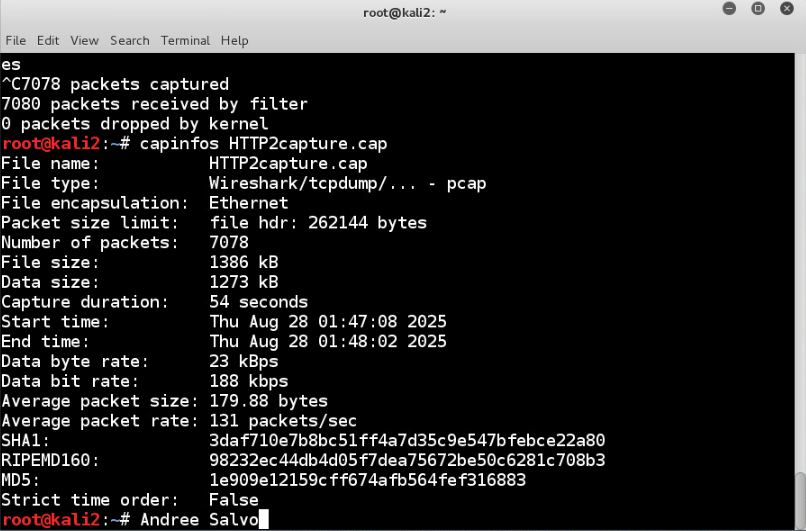 root@kali2: ~
File Edit View Search Terminal Help
es
^C7078 packets captured
7080 packets received by filter
0 packets dropped by kernel
root@kali2:~# capinfos HTTP2capture.cap
File name:           HTTP2capture.cap
File type:           Wireshark/tcpdump/... - pcap
File encapsulation:  Ethernet
Packet size limit:   file hdr: 262144 bytes
Number of packets:   7078
File size:           1386 kB
Data size:           1273 kB
Capture duration:    54 seconds
Start time:          Thu Aug 28 01:47:08 2025
End time:            Thu Aug 28 01:48:02 2025
Data byte rate:      23 kBps
Data bit rate:       188 kbps
Average packet size: 179.88 bytes
Average packet rate: 131 packets/sec
SHA1:                3daf710e7b8bc51ff4a7d35c9e547bfebce22a80
RIPEMD160:           98232ec44db4d05f7dea75672be50c6281c708b3
MD5:                 1e909e12159cff674afb564fef316883
Strict time order:   False
root@kali2:~# Andree Salvo